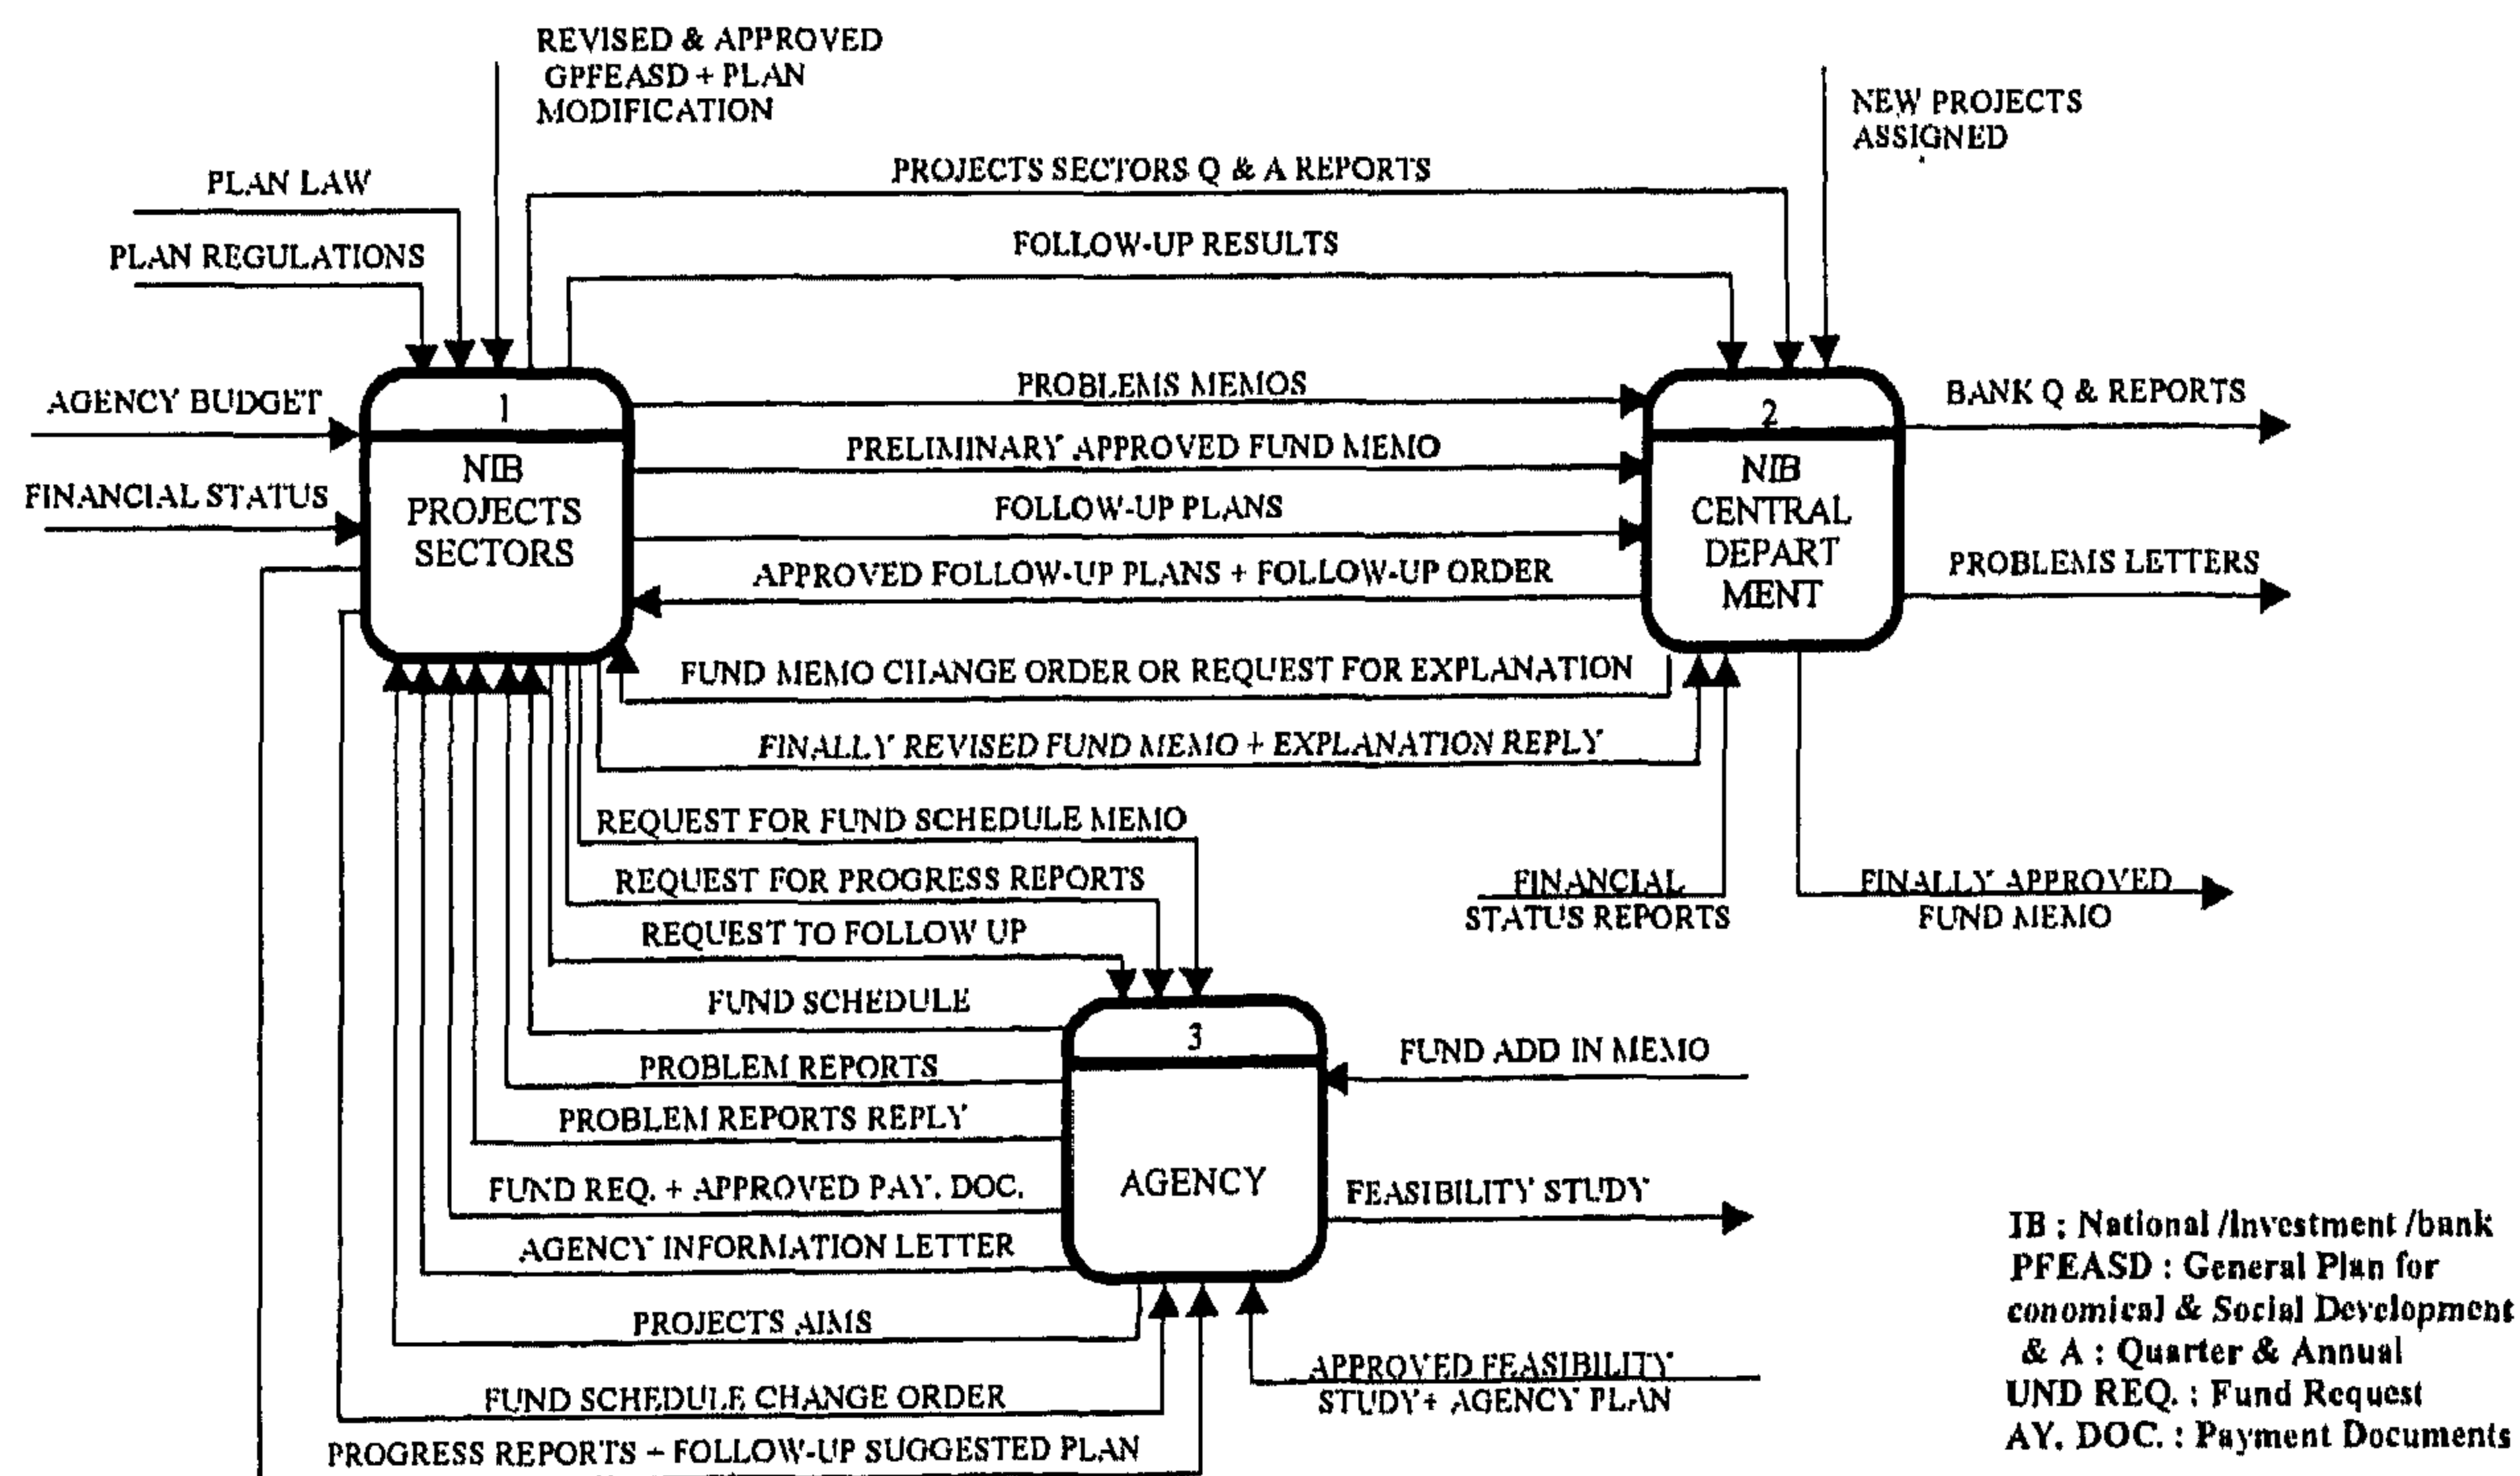 REVISED & APPROVED
GPFEASD + PLAN
MODIFICATION
NEW PROJECTS
ASSIGNED
PLAN LAW
PROJECTS SECTORS Q & A REPORTS
PLAN REGULATIONS
FOLLOW-UP RESULTS
AGENCY BUDGET
FINANCIAL STATUS
1
NIB
PROJECTS
SECTORS
PROBLEMS MEMOS
PRELIMINARY APPROVED FUND MEMO
FOLLOW-UP PLANS
APPROVED FOLLOW-UP PLANS + FOLLOW-UP ORDER
2
NIB
CENTRAL
DEPART
MENT
BANK Q & REPORTS
PROBLEMS LETTERS
FUND MEMO CHANGE ORDER OR REQUEST FOR EXPLANATION
FINALLY REVISED FUND MEMO + EXPLANATION REPLY
REQUEST FOR FUND SCHEDULE MEMO
REQUEST FOR PROGRESS REPORTS
REQUEST TO FOLLOW UP
FINANCIAL
STATUS REPORTS
FINALLY APPROVED
FUND MEMO
FUND SCHEDULE
PROBLEM REPORTS
PROBLEM REPORTS REPLY
FUND REQ. + APPROVED PAY. DOC.
AGENCY INFORMATION LETTER
3
AGENCY
FUND ADD IN MEMO
FEASIBILITY STUDY
PROJECTS AIMS
FUND SCHEDULE CHANGE ORDER
PROGRESS REPORTS - FOLLOW-UP SUGGESTED PLAN
APPROVED FEASIBILITY
STUDY+ AGENCY PLAN
IB : National /Investment /bank
PFEASD : General Plan for
conomical & Social Development
& A : Quarter & Annual
UND REQ. : Fund Request
AY. DOC. : Payment Documents